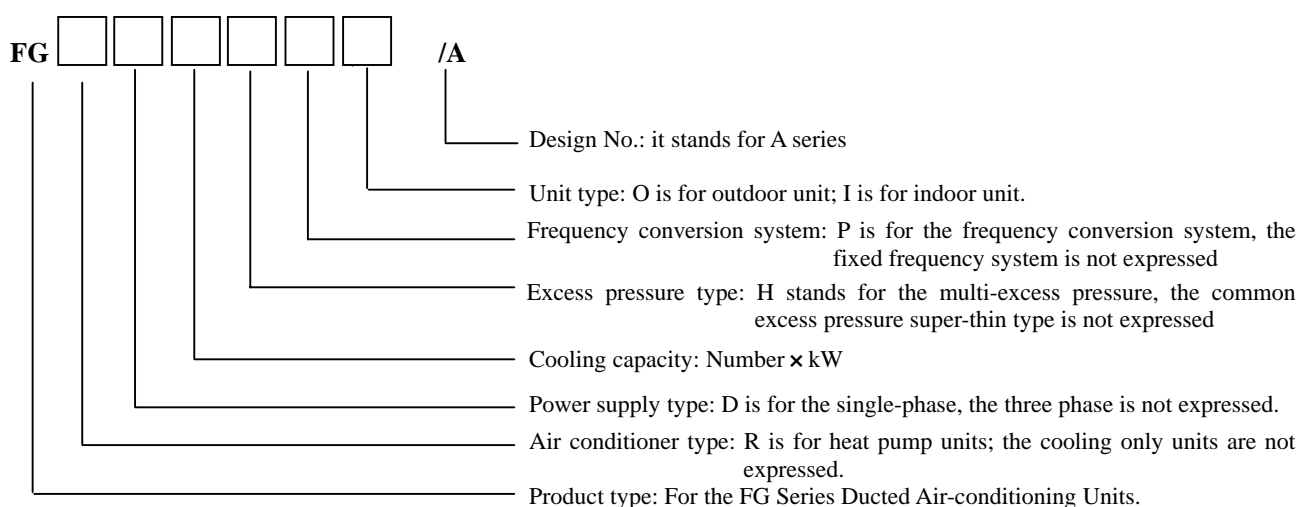 FG /A
Design No.: it stands for A series
Unit type: O is for outdoor unit; I is for indoor unit.
Frequency conversion system: P is for the frequency conversion system, the
fixed frequency system is not expressed
Excess pressure type: H stands for the multi-excess pressure, the common
excess pressure super-thin type is not expressed
Cooling capacity: Number × kW
Power supply type: D is for the single-phase, the three phase is not expressed.
Air conditioner type: R is for heat pump units; the cooling only units are not
expressed.
Product type: For the FG Series Ducted Air-conditioning Units.